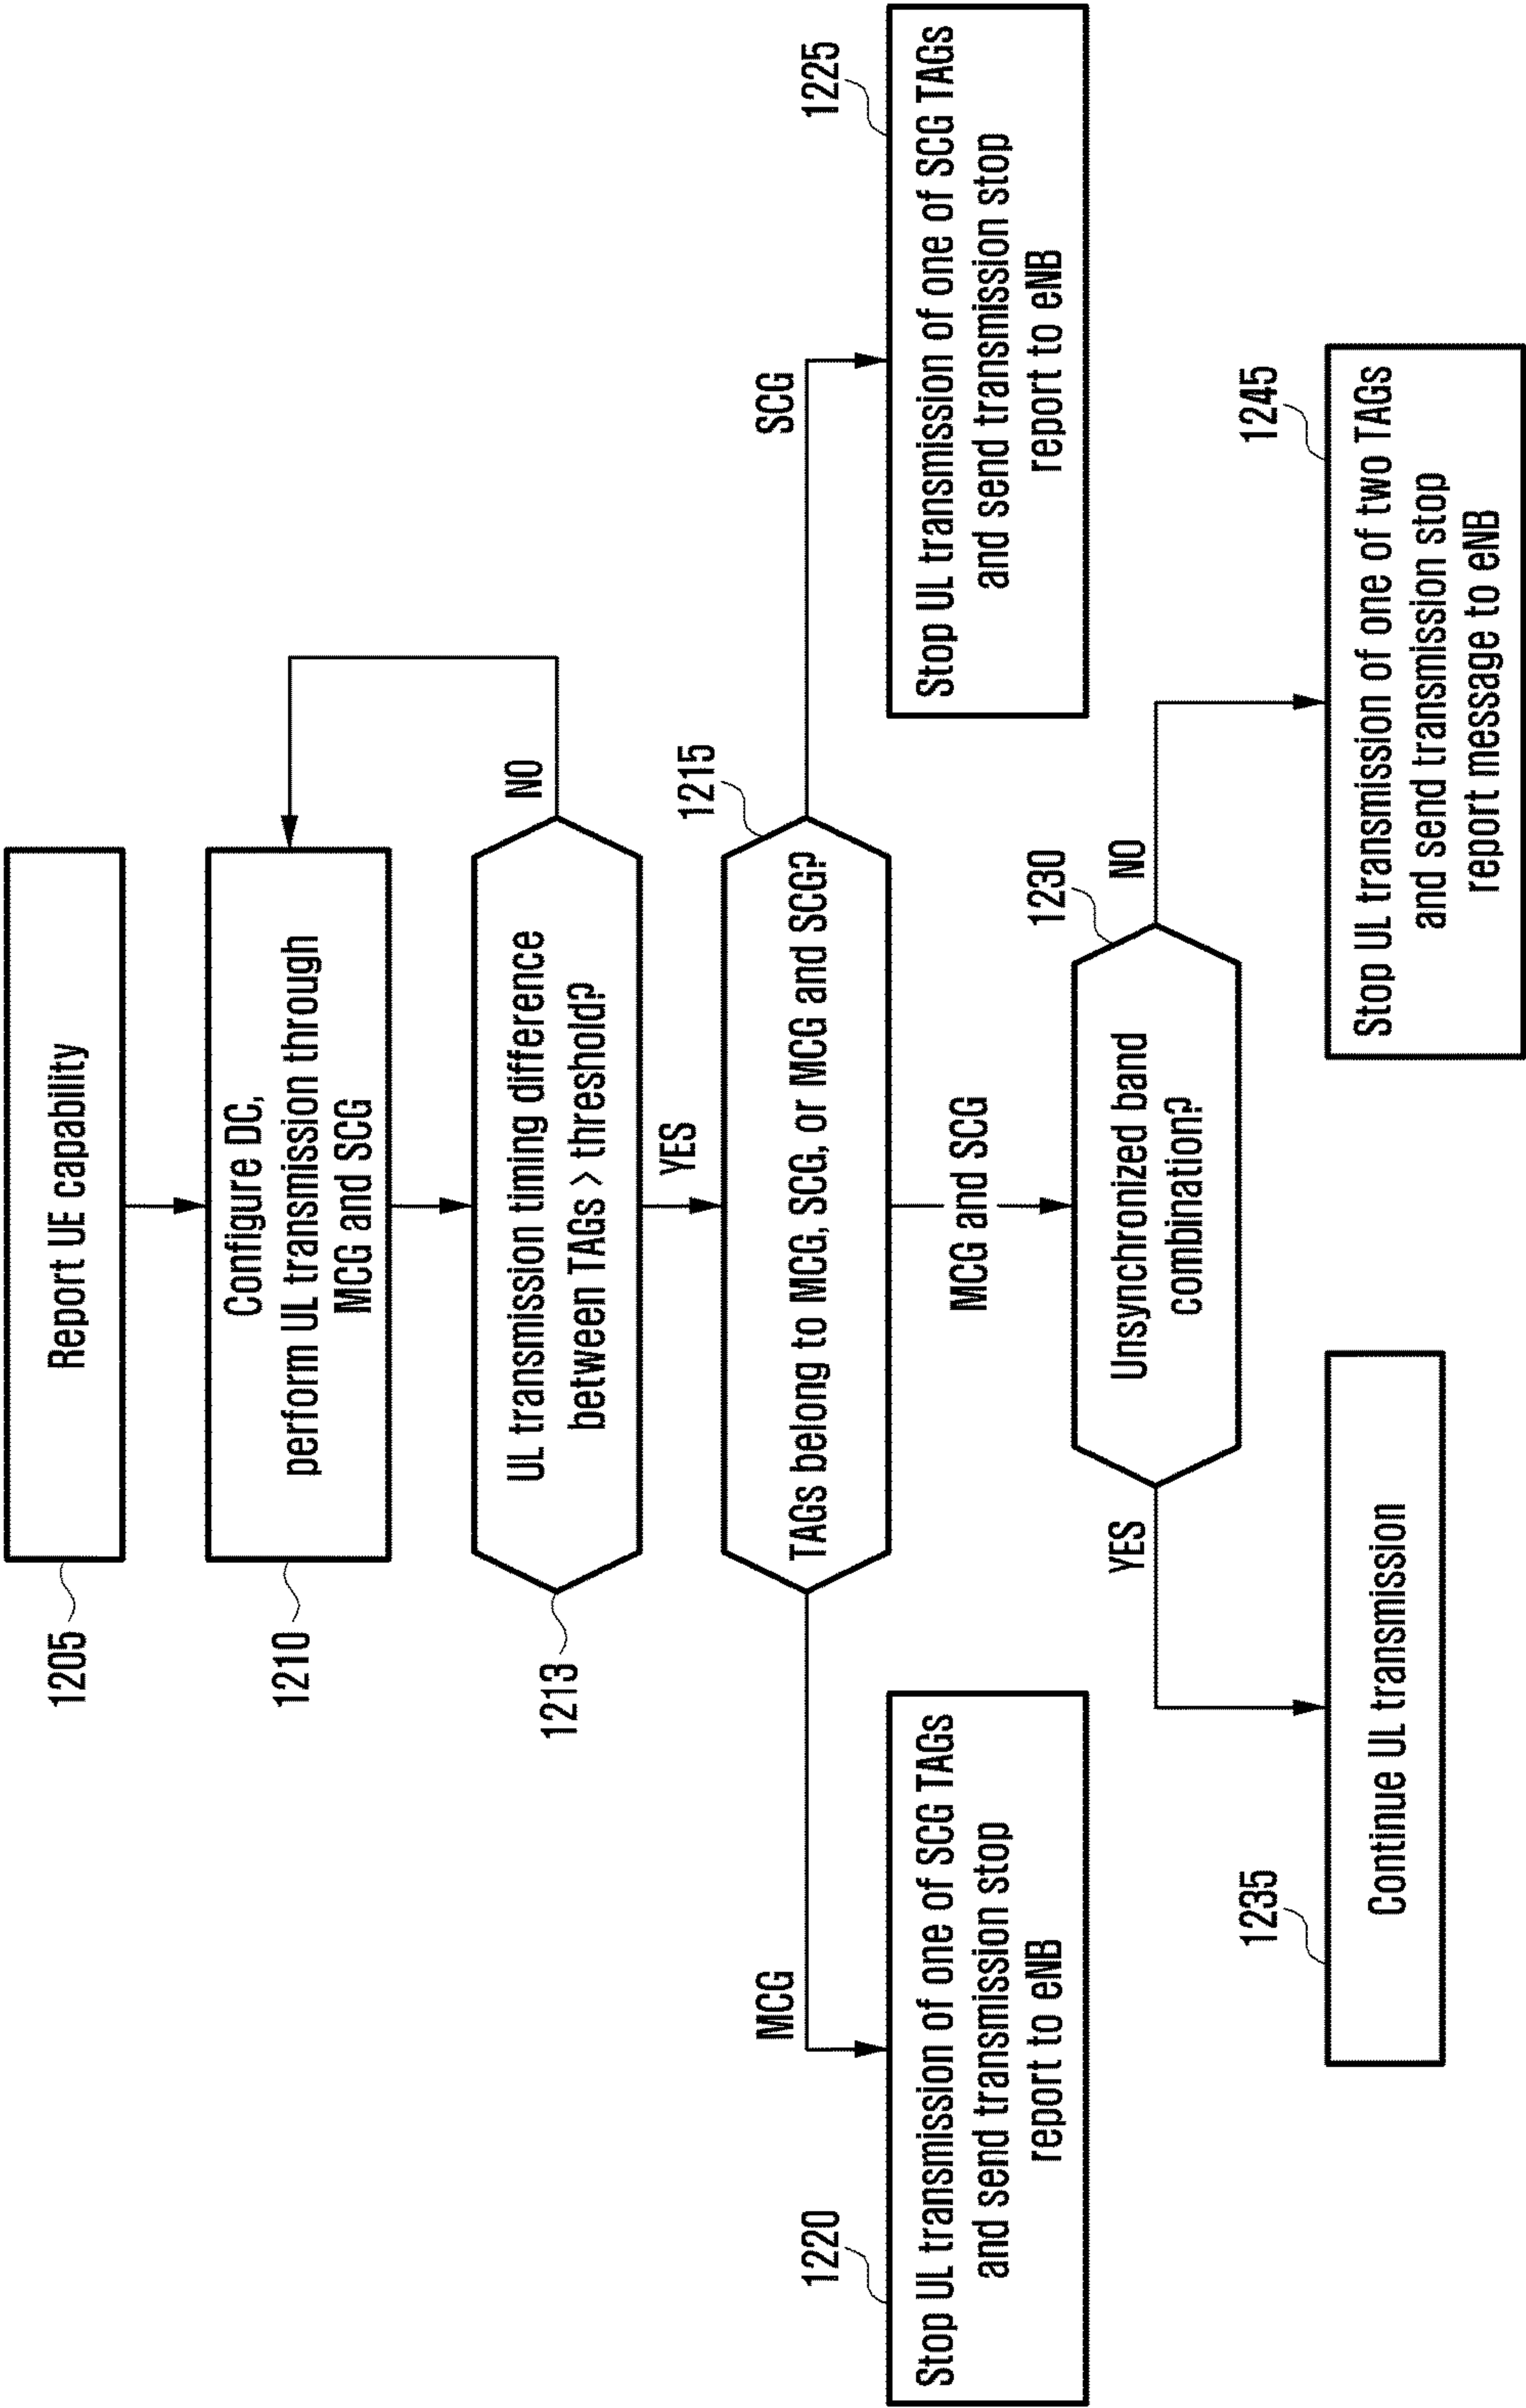 1205
Report UE capability
1210
Configure DC,
perform UL transmission through
MCG and SCG
1213
UL transmission timing difference
between TAGs > threshold?
NO
YES
1215
TAGs belong to MCG, SCG, or MCG and SCG?
MCG
SCG
MCG and SCG
1220
Stop UL transmission of one of SCG TAGs
and send transmission stop
report to eNB
1225
Stop UL transmission of one of SCG TAGs
and send transmission stop
report to eNB
1230
Unsynchronized band
combination?
YES
NO
1235
Continue UL transmission
1245
Stop UL transmission of one of two TAGs
and send transmission stop
report message to eNB